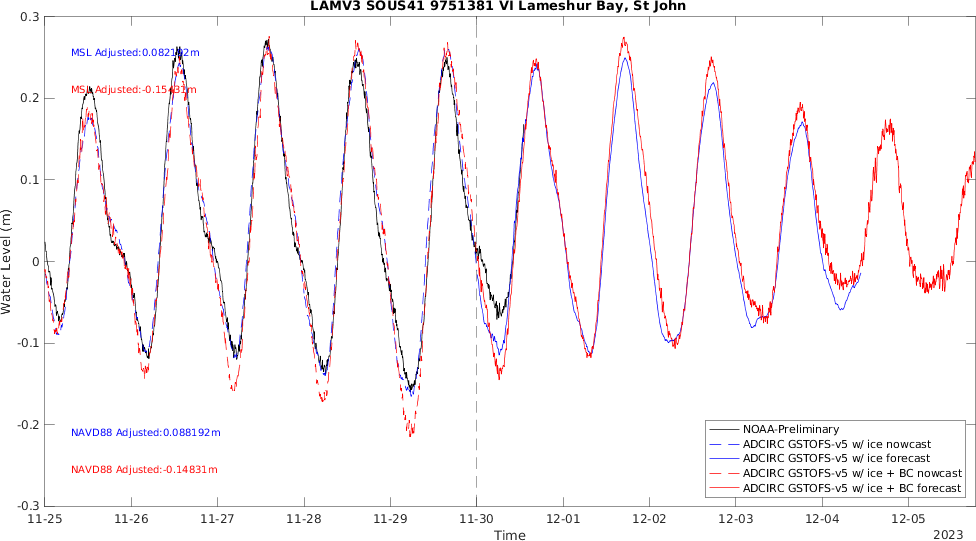 LAMV3 SOUS41 9751381 VI Lameshur Bay, St John
0.3
MSL Adjusted:0.082192m
MSL Adjusted:-0.15431m
0.2
0.1
0
-0.1
-0.2
-0.3
Water Level (m)
NAVD88 Adjusted:0.088192m
NAVD88 Adjusted:-0.14831m
NOAA-Preliminary
ADCIRC GSTOFS-v5 w/ ice nowcast
ADCIRC GSTOFS-v5 w/ ice forecast
ADCIRC GSTOFS-v5 w/ ice + BC nowcast
ADCIRC GSTOFS-v5 w/ ice + BC forecast
11-25 11-26 11-27 11-28 11-29 11-30 12-01 12-02 12-03 12-04 12-05
Time
2023